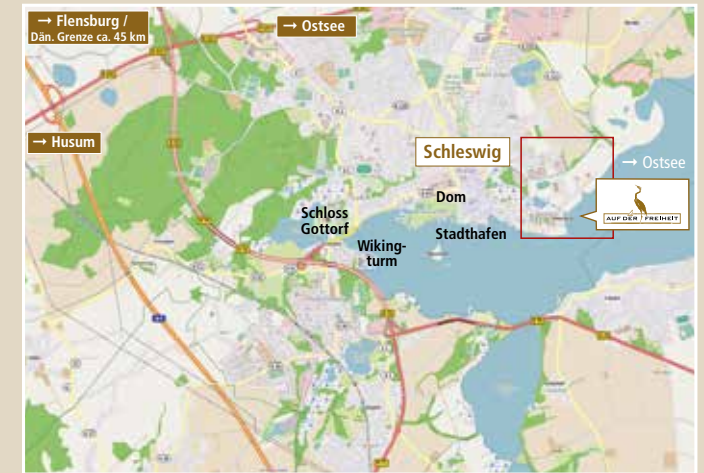 → Flensburg /
Dän. Grenze ca. 45 km
→ Ostsee
→ Husum
Schleswig
→ Ostsee
Dom
AUF DER FREIHEIT
Schloss
Gottorf
Stadthafen
Wiking-
turm